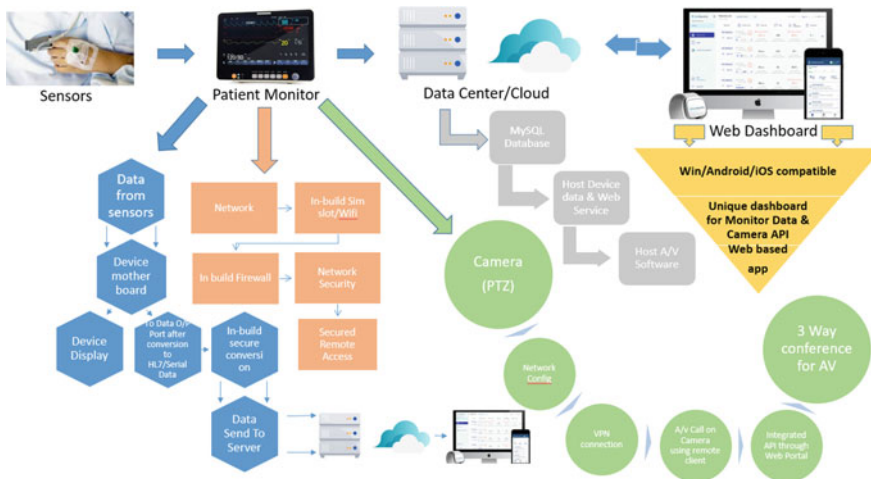 Sensors
Patient Monitor
Data Center/Cloud
Web Dashboard
Data
from
sensors
Device
mother
board
Device
Display
To Data O/P
Port after
conversion
to
HL7/Serial
Data
In-build
secure
conversi
on
Data
Send To
Server
Network
In-build Sim
slot/Wifi
In build Firewall
Network
Security
Secured
Remote
Access
MySQL
Database
Host Device
data & Web
Service
Host A/V
Software
Win/Android/iOS compatible
Unique dashboard
for Monitor Data &
Camera API
Web based
app
Camera
(PTZ)
Network
Config
VPN
connection
A/v Call on
Camera
using remote
client
Integrated
API through
Web Portal
3 Way
conference
for AV